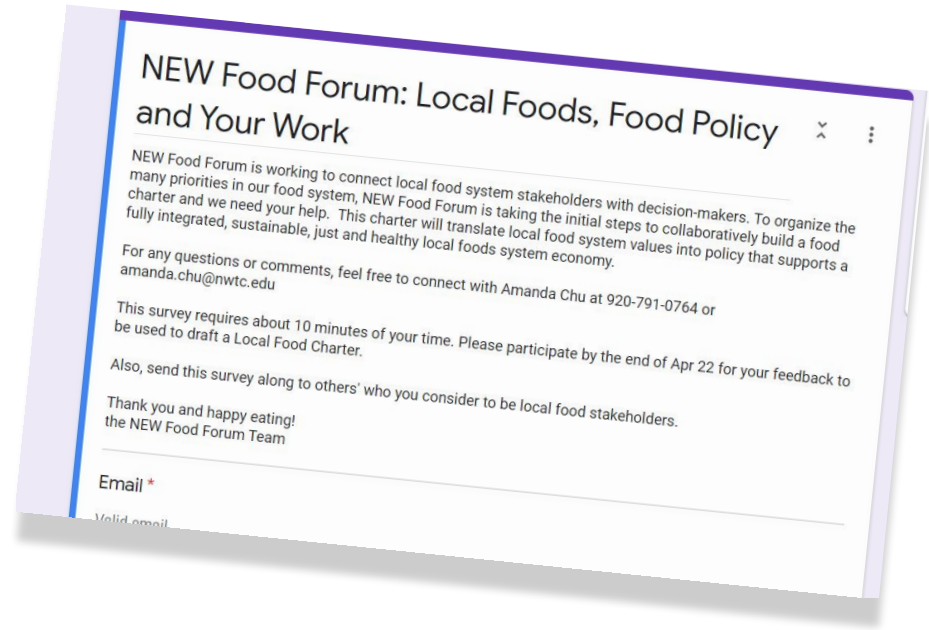 NEW Food Forum: Local Foods, Food Policy
and Your Work
NEW Food Forum is working to connect local food system stakeholders with decision-makers. To organize the
many priorities in our food system, NEW Food Forum is taking the initial steps to collaboratively build a food
charter and we need your help.  This charter will translate local food system values into policy that supports a
fully integrated, sustainable, just and healthy local foods system economy.
For any questions or comments, feel free to connect with Amanda Chu at 920-791-0764 or
amanda.chu@nwtc.edu
This survey requires about 10 minutes of your time. Please participate by the end of Apr 22 for your feedback to
be used to draft a Local Food Charter.
Also, send this survey along to others' who you consider to be local food stakeholders.
Thank you and happy eating!
the NEW Food Forum Team
Email *
Valid email